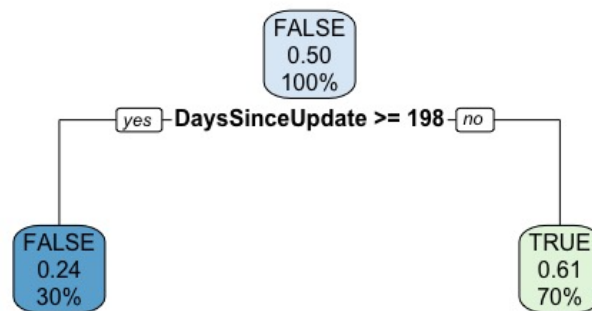 FALSE
0.50
100%
yes DaysSinceUpdate >= 198 no
FALSE
0.24
30%
TRUE
0.61
70%